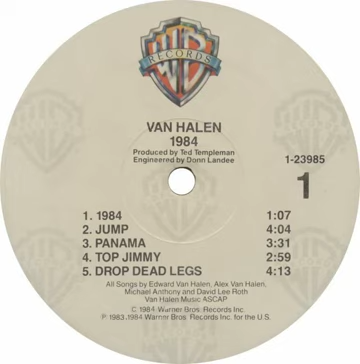 WB
RECORDS
VAN HALEN
1984
Produced by Ted Templeman
Engineered by Donn Landee
1-23985
1
1. 1984 1:07
2. JUMP 4:04
3. PANAMA 3:31
4. TOP JIMMY 2:59
5. DROP DEAD LEGS 4:13
All Songs by Edward Van Halen, Alex Van Halen,
Michael Anthony and David Lee Roth
Van Halen Music ASCAP
© 1984 Warner Bros. Records Inc.
℗ 1983, 1984 Warner Bros. Records Inc. for the U.S.